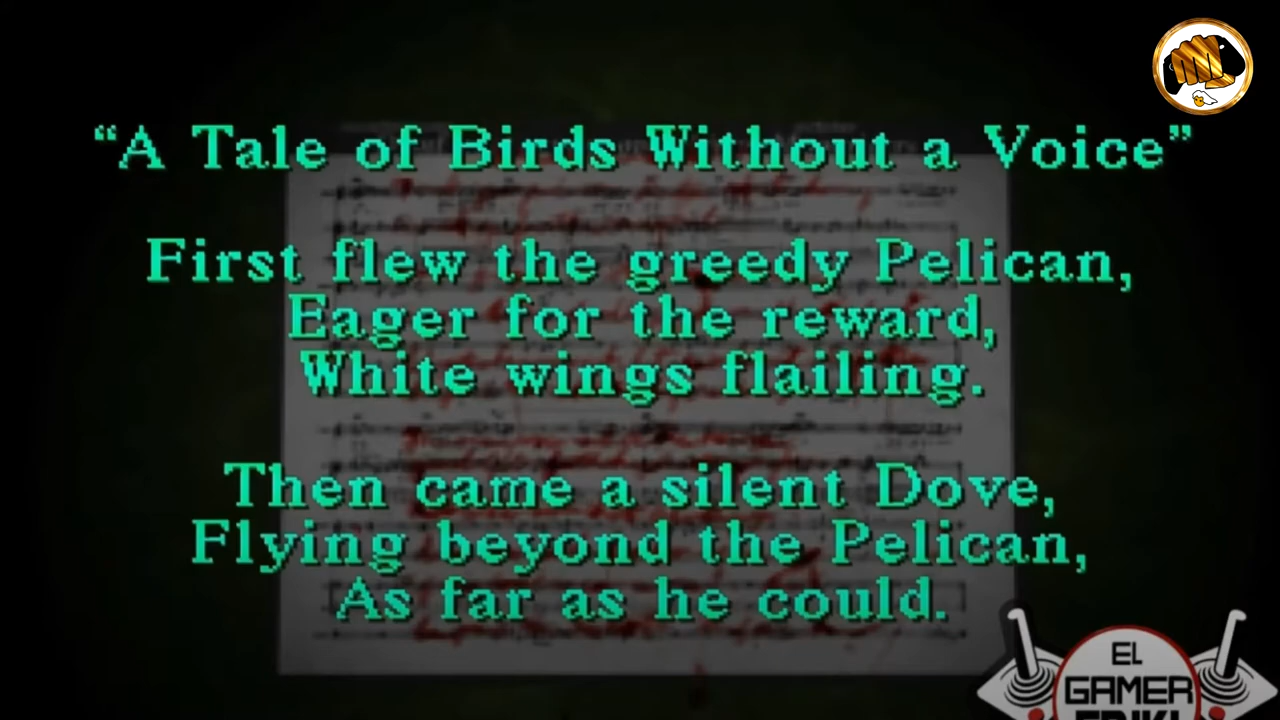 “A Tale of Birds Without a Voice”
First flew the greedy Pelican,
Eager for the reward,
White wings flailing.
Then came a silent Dove,
Flying beyond the Pelican,
As far as he could.
EL
GAMER